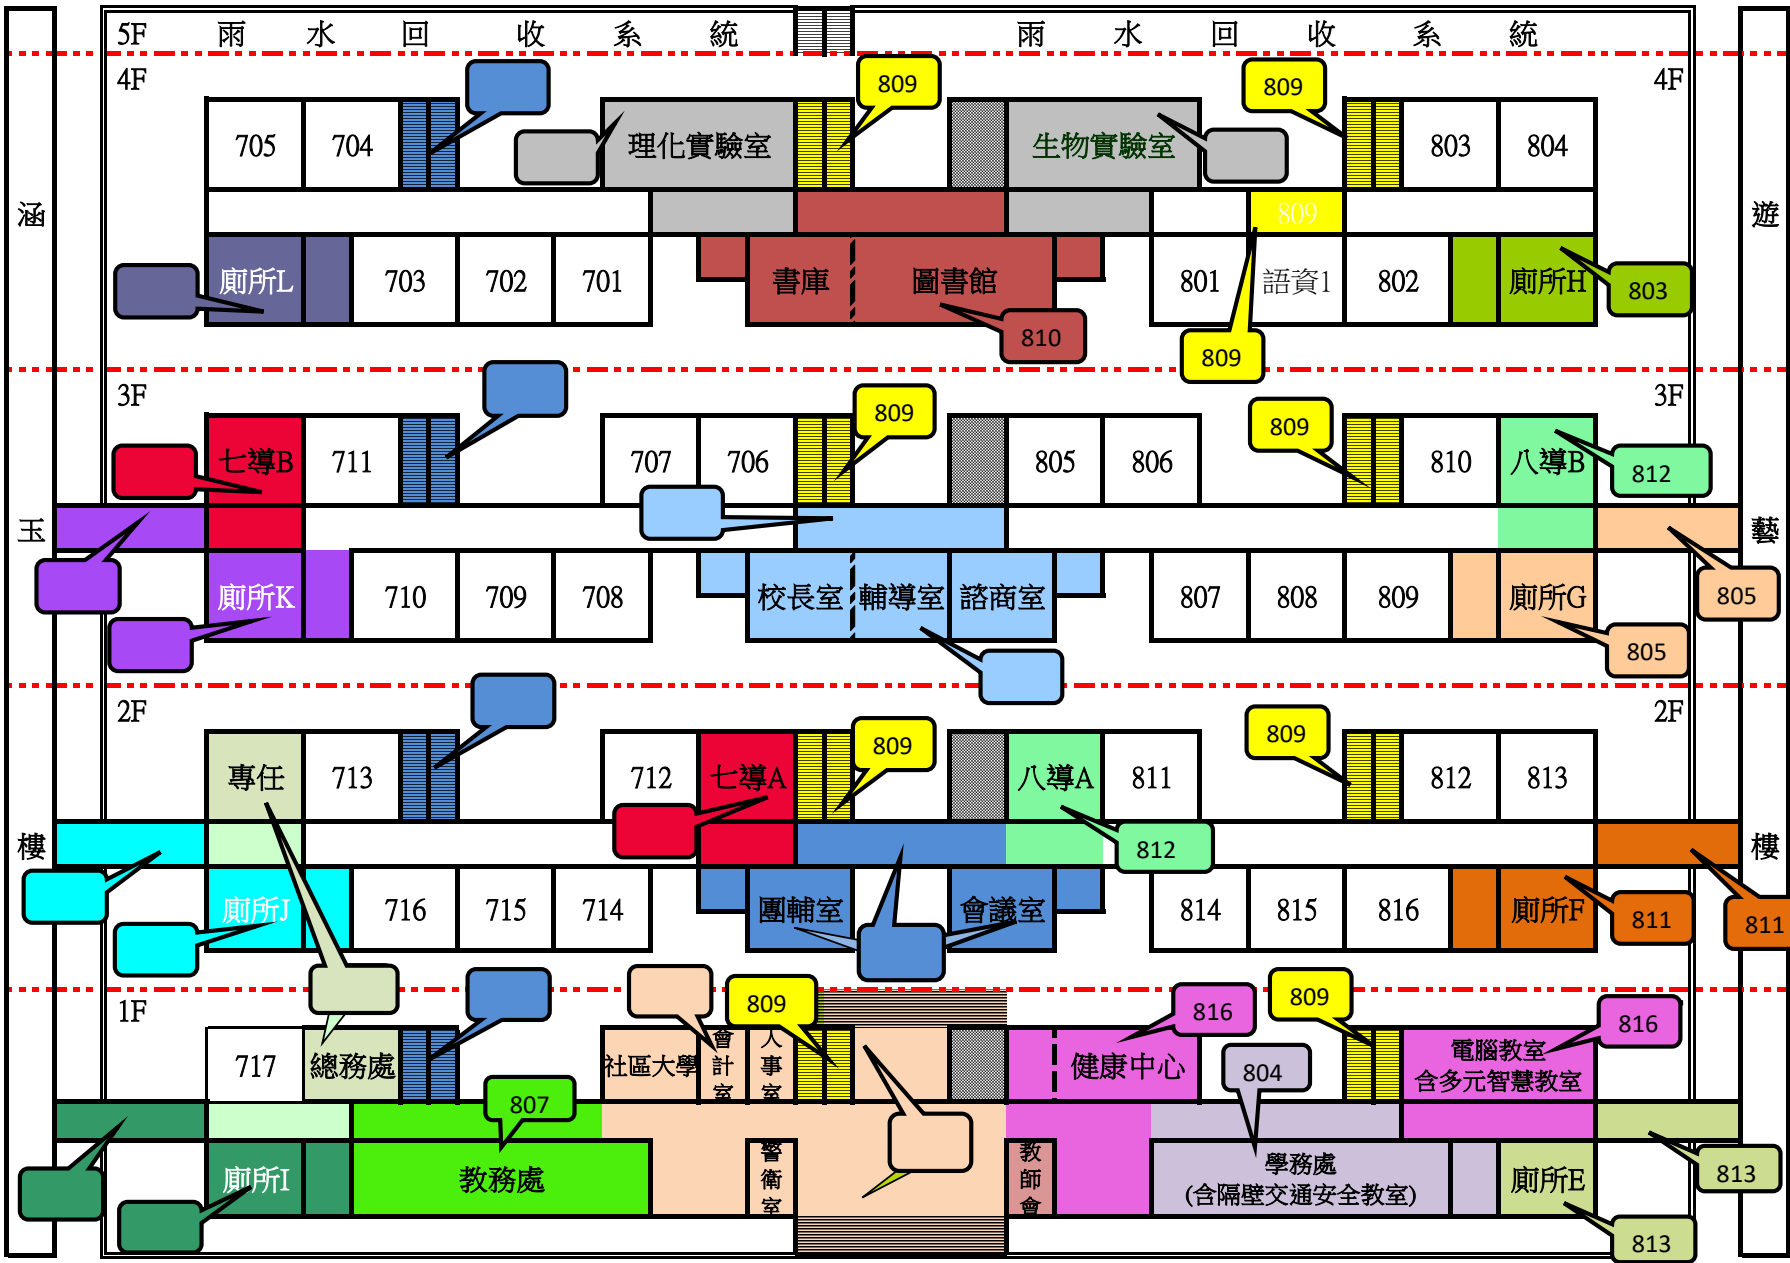 5F 雨 水 回 收 系 統 雨 水 回 收 系 統
4F 4F
809 809
705 704 理化實驗室 生物實驗室 803 804
涵 遊
809
廁所L 703 702 701 書庫 圖書館 801 語資1 802 廁所H 803
810 809
3F 3F
809 809
七導B 711 707 706 805 806 810 八導B 812
玉 藝
廁所K 710 709 708 校長室 輔導室 諮商室 807 808 809 廁所G 805
805
2F 2F
809 809
專任 713 712 七導A 八導A 811 812 813
樓 812 樓
廁所J 716 715 714 團輔室 會議室 814 815 816 廁所F 811 811
1F 809 816 809 816
717 總務處 社區大學 會計室 人事室 健康中心 804 電腦教室
含多元智慧教室
807
廁所I 教務處 警衛室 教師會 學務處
(含隔壁交通安全教室) 廁所E 813
813